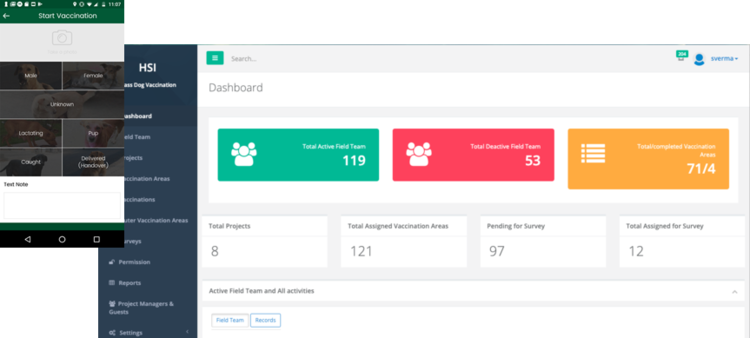 11:07
Start Vaccination
Male
Female
Unknown
Lactating
Pup
Caught
Delivered
(Handover)
Text Note
HSI
ass Dog Vaccination
ashboard
ield Team
rojects
accination Areas
accinations
uter Vaccination Areas
urveys
Permission
Reports
Project Managers &
Guests
Settings
Search...
204
sverma
Dashboard
Total Active Field Team
119
Total Deactive Field Team
53
Total/completed Vaccination
Areas
71/4
Total Projects
8
Total Assigned Vaccination Areas
121
Pending for Survey
97
Total Assigned for Survey
12
Active Field Team and All activities
Field Team
Records